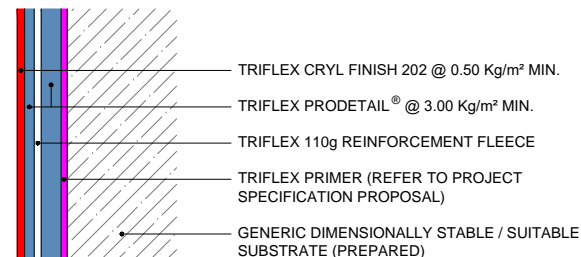 TRIFLEX CRYL FINISH 202 @ 0.50 Kg/m² MIN.
TRIFLEX PRODETAIL® @ 3.00 Kg/m² MIN.
TRIFLEX 110g REINFORCEMENT FLEECE
TRIFLEX PRIMER (REFER TO PROJECT
SPECIFICATION PROPOSAL)
GENERIC DIMENSIONALLY STABLE / SUITABLE
SUBSTRATE (PREPARED)